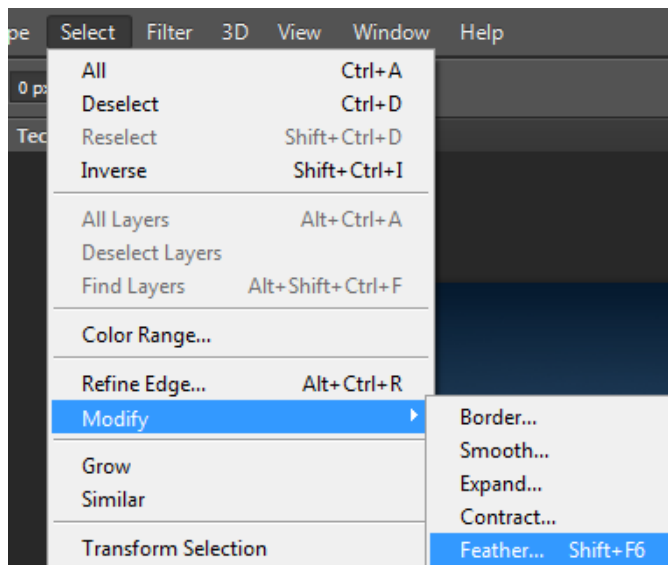 pe Select Filter 3D View Window Help
0 px
Tec
All Ctrl+A
Deselect Ctrl+D
Reselect Shift+Ctrl+D
Inverse Shift+Ctrl+I
All Layers Alt+Ctrl+A
Deselect Layers
Find Layers Alt+Shift+Ctrl+F
Color Range...
Refine Edge... Alt+Ctrl+R
Modify
Grow
Similar
Transform Selection
Border...
Smooth...
Expand...
Contract...
Feather... Shift+F6